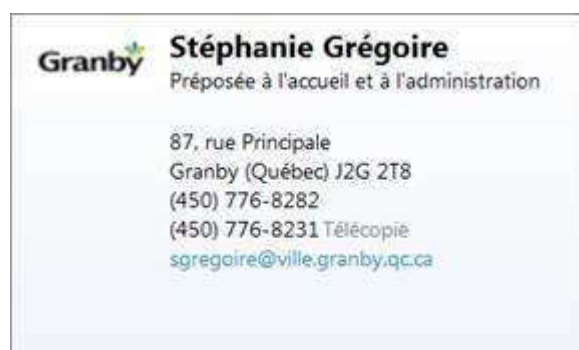 Granby
Stéphanie Grégoire
Préposée à l'accueil et à l'administration
87, rue Principale
Granby (Québec) J2G 2T8
(450) 776-8282
(450) 776-8231 Télécopie
sgregoire@ville.granby.qc.ca